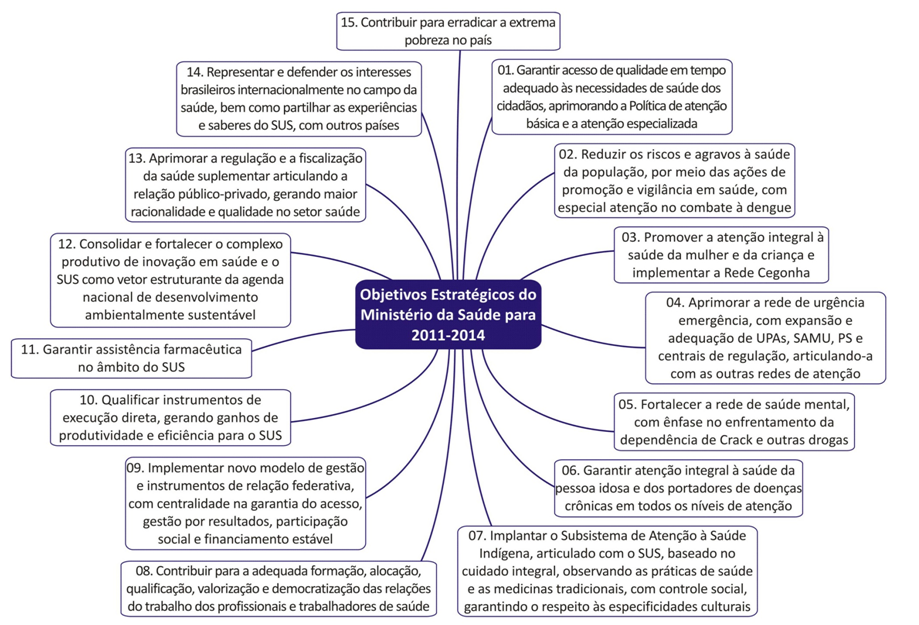 Objetivos Estratégicos do
Ministério da Saúde para
2011-2014
01. Garantir acesso de qualidade em tempo
adequado às necessidades de saúde dos
cidadãos, aprimorando a Política de atenção
básica e a atenção especializada
02. Reduzir os riscos e agravos à saúde
da população, por meio das ações de
promoção e vigilância em saúde, com
especial atenção no combate à dengue
03. Promover a atenção integral à
saúde da mulher e da criança e
implementar a Rede Cegonha
04. Aprimorar a rede de urgência
emergência, com expansão e
adequação de UPAs, SAMU, PS e
centrais de regulação, articulando-a
com as outras redes de atenção
05. Fortalecer a rede de saúde mental,
com ênfase no enfrentamento da
dependência de Crack e outras drogas
06. Garantir atenção integral à saúde da
pessoa idosa e dos portadores de doenças
crônicas em todos os níveis de atenção
07. Implantar o Subsistema de Atenção à Saúde
Indígena, articulado com o SUS, baseado no
cuidado integral, observando as práticas de saúde
e as medicinas tradicionais, com controle social,
garantindo o respeito às especificidades culturais
08. Contribuir para a adequada formação, alocação,
qualificação, valorização e democratização das relações
do trabalho dos profissionais e trabalhadores de saúde
09. Implementar novo modelo de gestão
e instrumentos de relação federativa,
com centralidade na garantia do acesso,
gestão por resultados, participação
social e financiamento estável
10. Qualificar instrumentos de
execução direta, gerando ganhos de
produtividade e eficiência para o SUS
11. Garantir assistência farmacêutica
no âmbito do SUS
12. Consolidar e fortalecer o complexo
produtivo de inovação em saúde e o
SUS como vetor estruturante da agenda
nacional de desenvolvimento
ambientalmente sustentável
13. Aprimorar a regulação e a fiscalização
da saúde suplementar articulando a
relação público-privado, gerando maior
racionalidade e qualidade no setor saúde
14. Representar e defender os interesses
brasileiros internacionalmente no campo da
saúde, bem como partilhar as experiências
e saberes do SUS, com outros países
15. Contribuir para erradicar a extrema
pobreza no país